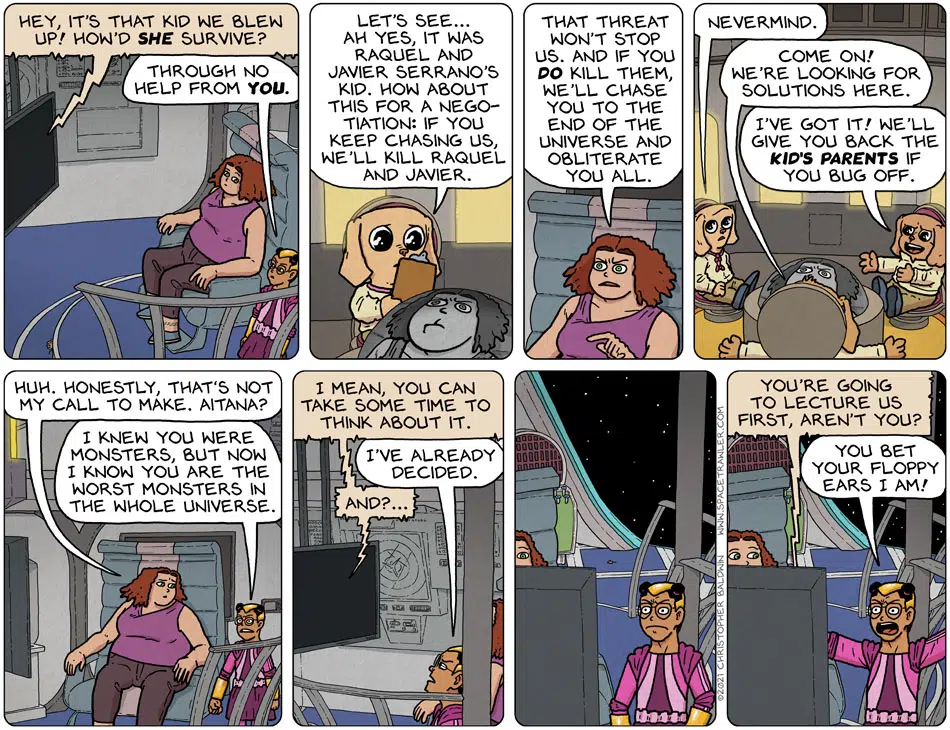 HEY, IT'S THAT KID WE BLEW
UP! HOW'D SHE SURVIVE?
THROUGH NO
HELP FROM YOU.
LET'S SEE...
AH YES, IT WAS
RAQUEL AND
JAVIER SERRANO'S
KID. HOW ABOUT
THIS FOR A NEGO-
TIATION: IF YOU
KEEP CHASING US,
WE'LL KILL RAQUEL
AND JAVIER.
THAT THREAT
WON'T STOP
US. AND IF YOU
DO KILL THEM,
WE'LL CHASE
YOU TO THE
END OF THE
UNIVERSE AND
OBLITERATE
YOU ALL.
NEVERMIND.
COME ON!
WE'RE LOOKING FOR
SOLUTIONS HERE.
I'VE GOT IT! WE'LL
GIVE YOU BACK THE
KID'S PARENTS IF
YOU BUG OFF.
HUH. HONESTLY, THAT'S NOT
MY CALL TO MAKE. AITANA?
I KNEW YOU WERE
MONSTERS, BUT NOW
I KNOW YOU ARE THE
WORST MONSTERS IN
THE WHOLE UNIVERSE.
I MEAN, YOU CAN
TAKE SOME TIME TO
THINK ABOUT IT.
I'VE ALREADY
DECIDED.
AND?...
©2021 CHRISTOPHER BALDWIN WWW.SPACETRAWLER.COM
YOU'RE GOING
TO LECTURE US
FIRST, AREN'T YOU?
YOU BET
YOUR FLOPPY
EARS I AM!